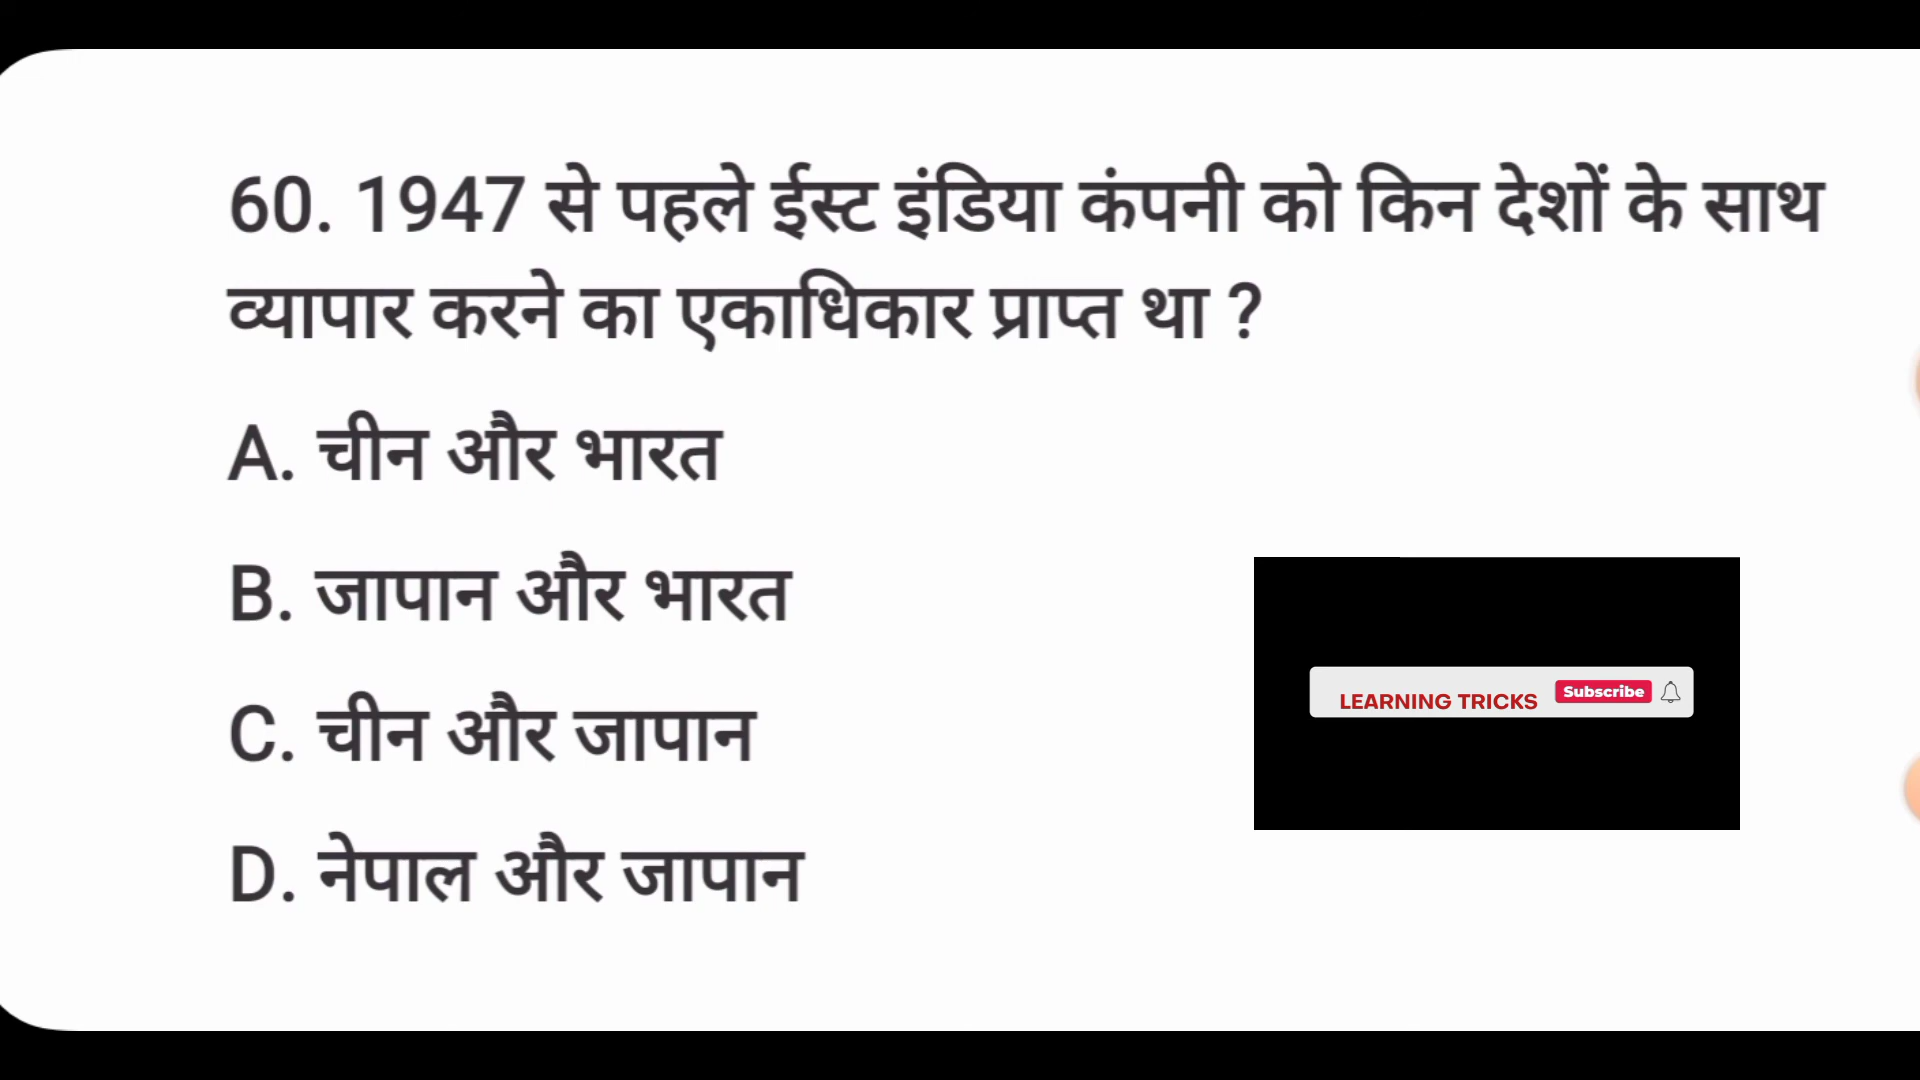 60. 1947 से पहले ईस्ट इंडिया कंपनी को किन देशों के साथ
व्यापार करने का एकाधिकार प्राप्त था ?
A. चीन और भारत
B. जापान और भारत
C. चीन और जापान
D. नेपाल और जापान
LEARNING TRICKS Subscribe